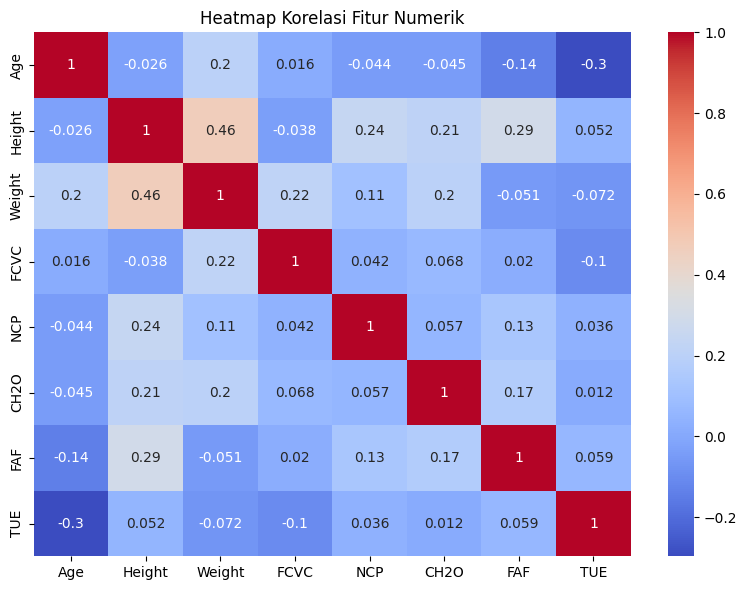 Heatmap Korelasi Fitur Numerik
Age 1 -0.026 0.2 0.016 -0.044 -0.045 -0.14 -0.3
Height -0.026 1 0.46 -0.038 0.24 0.21 0.29 0.052
Weight 0.2 0.46 1 0.22 0.11 0.2 -0.051 -0.072
FCVC 0.016 -0.038 0.22 1 0.042 0.068 0.02 -0.1
NCP -0.044 0.24 0.11 0.042 1 0.057 0.13 0.036
CH2O -0.045 0.21 0.2 0.068 0.057 1 0.17 0.012
FAF -0.14 0.29 -0.051 0.02 0.13 0.17 1 0.059
TUE -0.3 0.052 -0.072 -0.1 0.036 0.012 0.059 1
Age Height Weight FCVC NCP CH2O FAF TUE
1.0
0.8
0.6
0.4
0.2
0.0
−0.2